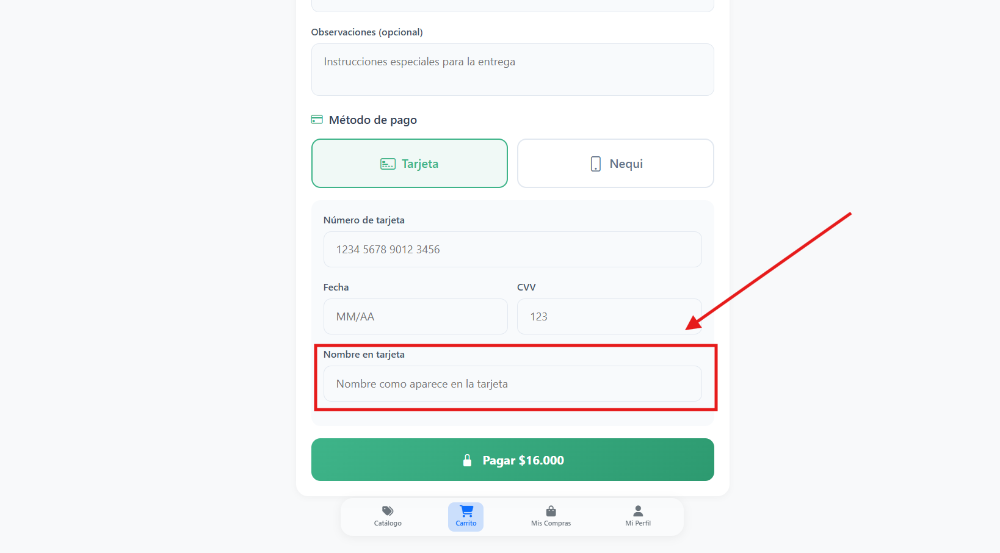 Observaciones (opcional)
Instrucciones especiales para la entrega
Método de pago
Tarjeta
Nequi
Número de tarjeta
1234 5678 9012 3456
Fecha
CVV
MM/AA
123
Nombre en tarjeta
Nombre como aparece en la tarjeta
Pagar $16.000
Catálogo
Carrito
Mis Compras
Mi Perfil